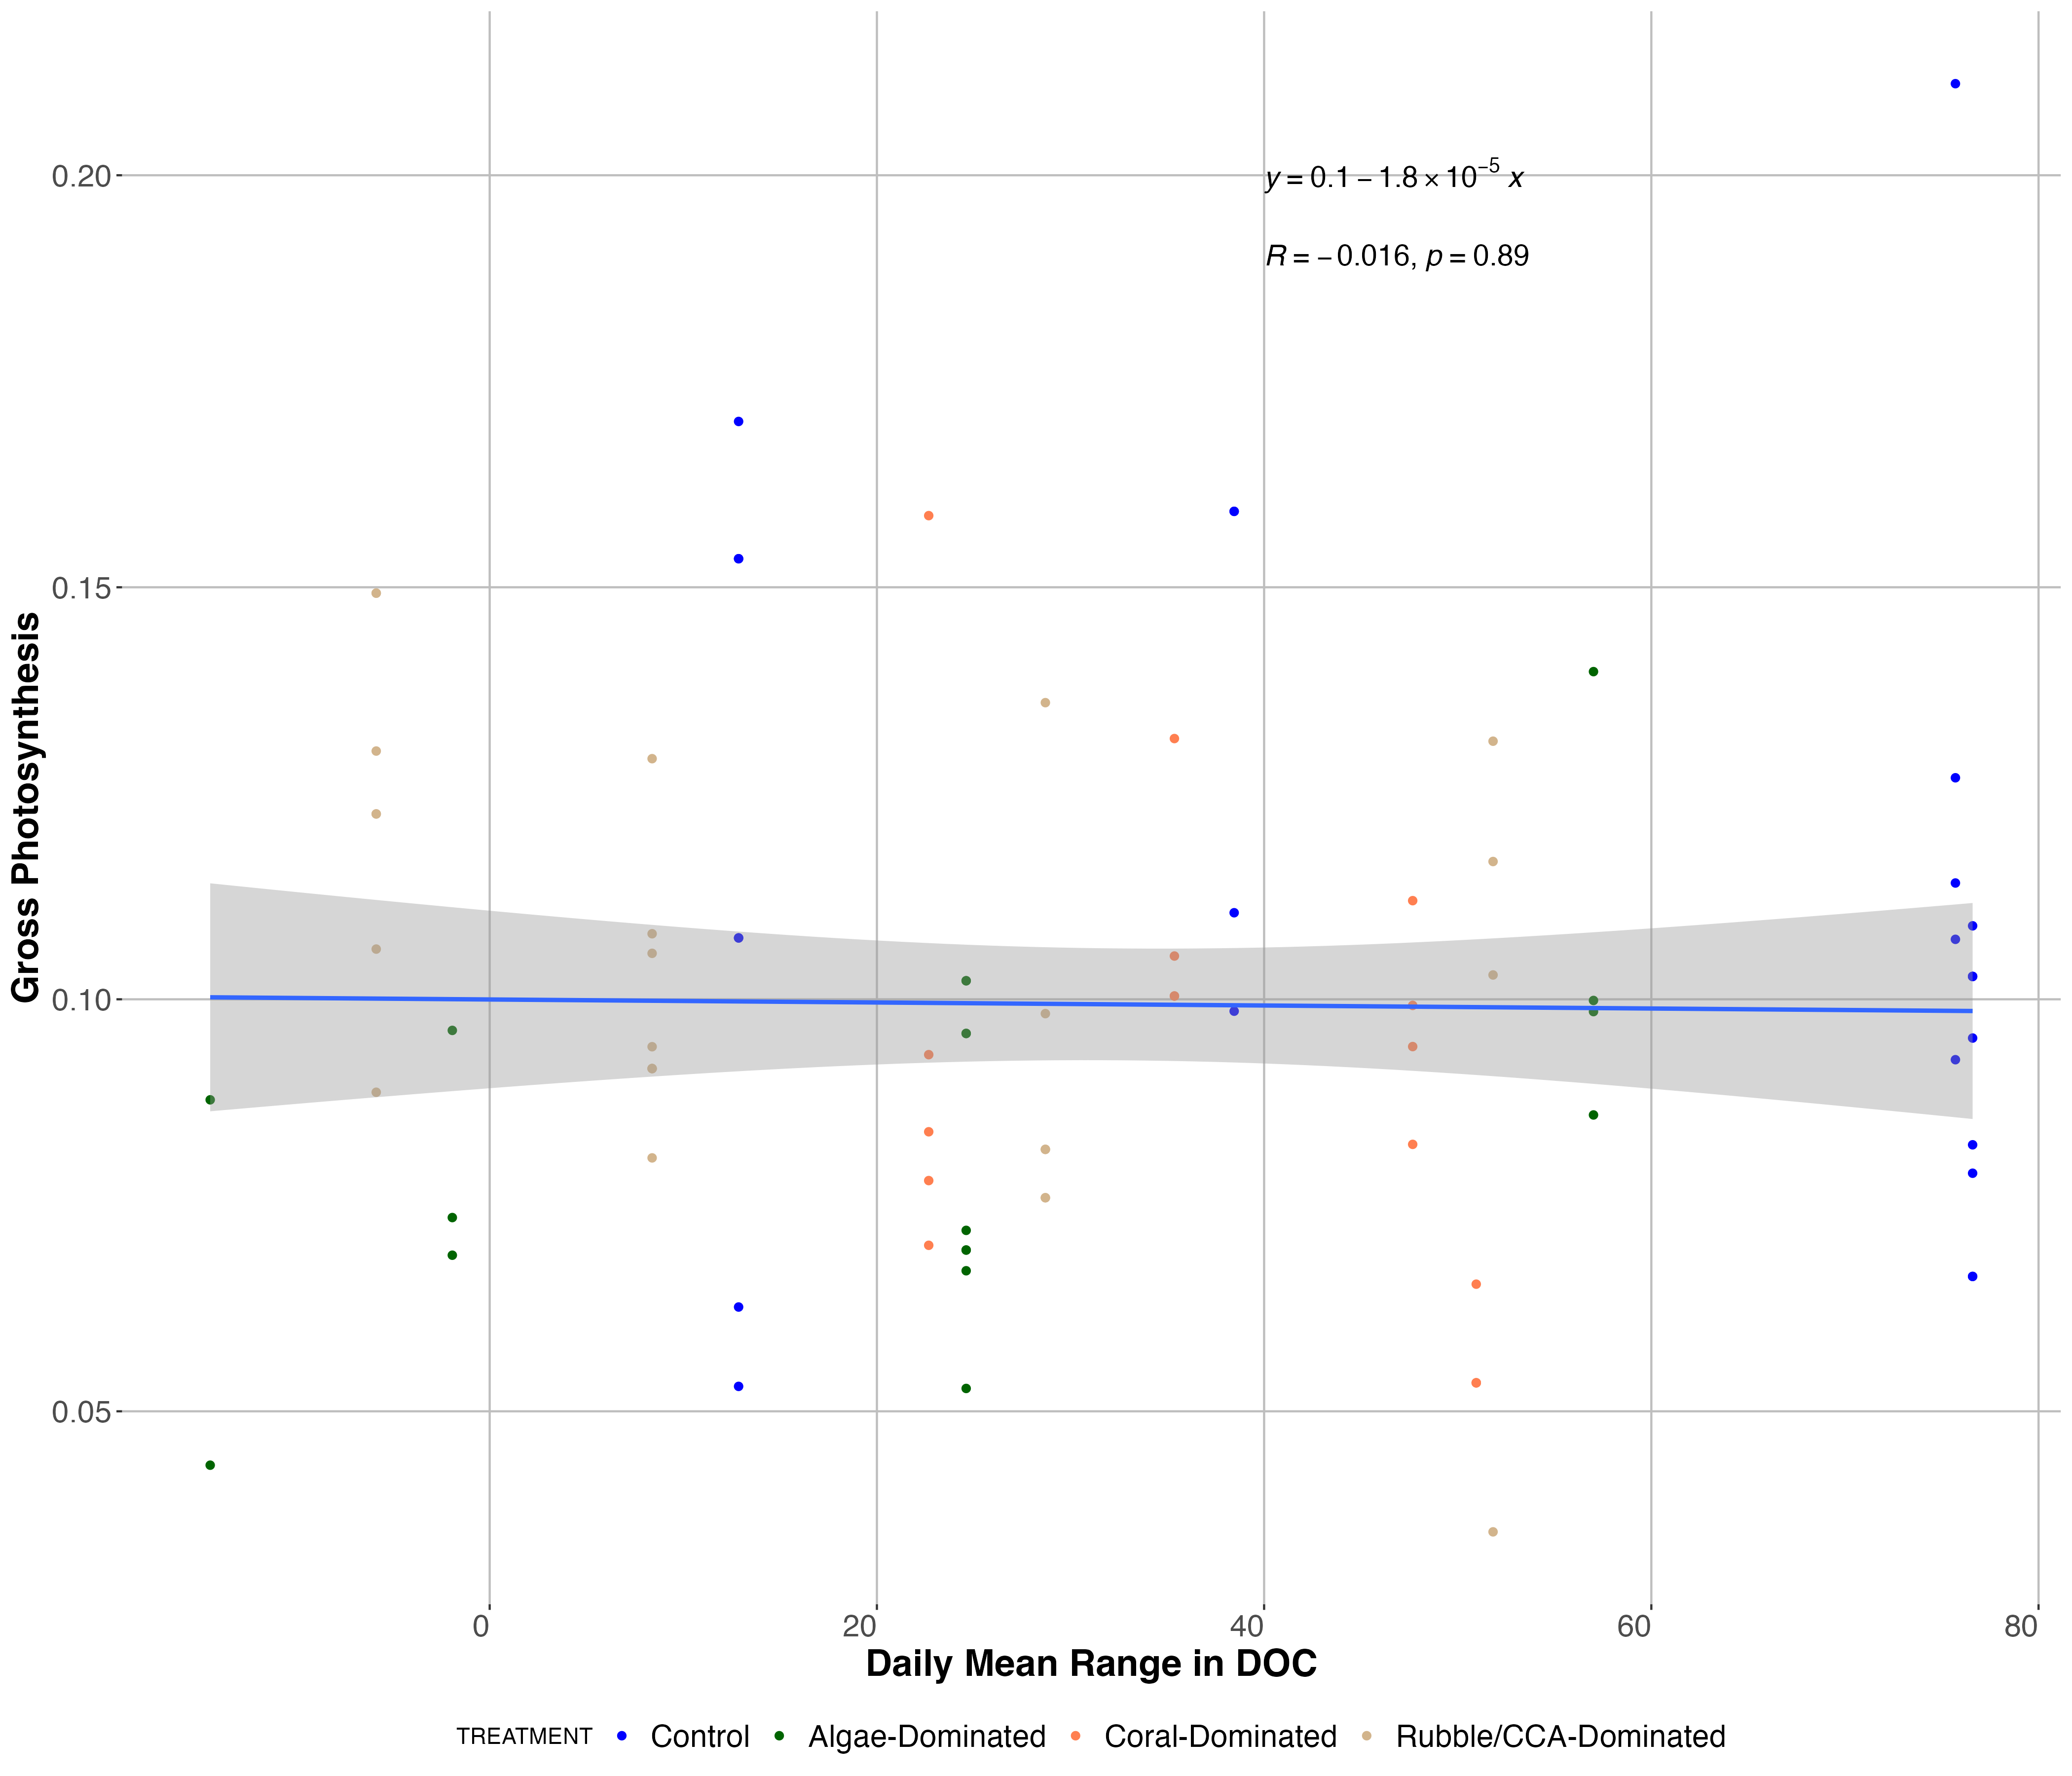 y = 0.1 − 1.8 × 10⁻⁵ x
R = −0.016, p = 0.89
0.20
0.15
0.10
0.05
Gross Photosynthesis
0 20 40 60 80
Daily Mean Range in DOC
TREATMENT Control Algae-Dominated Coral-Dominated Rubble/CCA-Dominated